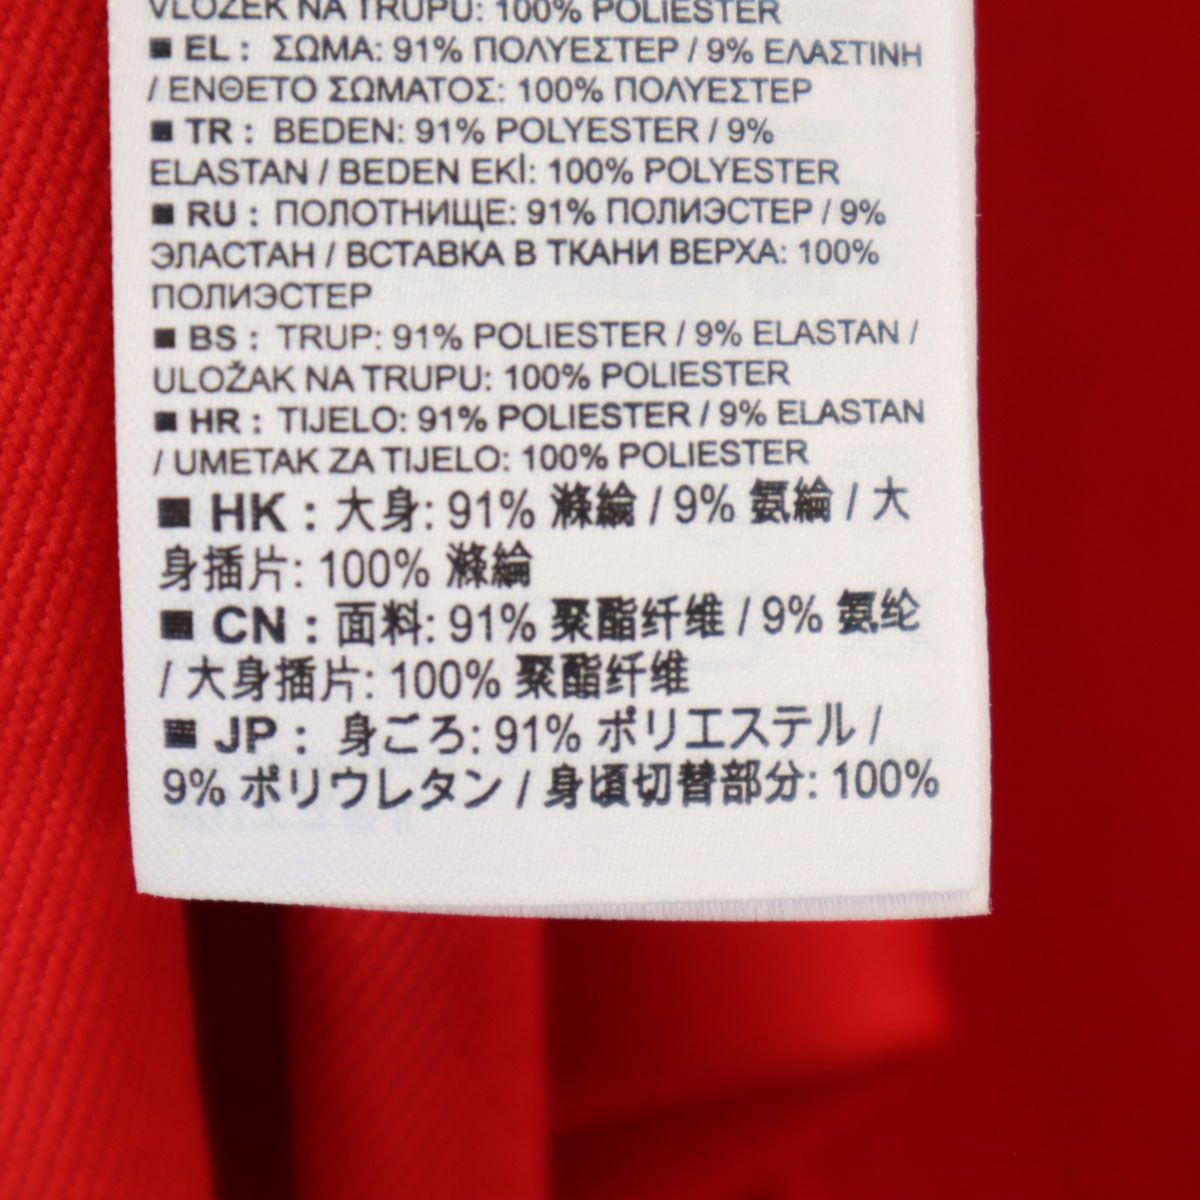 VLOŽEK NA TRUPU: 100% POLIESTER
■ EL : ΣΩΜΑ: 91% ΠΟΛΥΕΣΤΕΡ / 9% ΕΛΑΣΤΙΝΗ
/ ΕΝΘΕΤΟ ΣΩΜΑΤΟΣ: 100% ΠΟΛΥΕΣΤΕΡ
■ TR : BEDEN: 91% POLYESTER / 9%
ELASTAN / BEDEN EKİ: 100% POLYESTER
■ RU : ПОЛОТНИЩЕ: 91% ПОЛИЭСТЕР / 9%
ЭЛАСТАН / ВСТАВКА В ТКАНИ ВЕРХА: 100%
ПОЛИЭСТЕР
■ BS : TRUP: 91% POLIESTER / 9% ELASTAN /
ULOŽAK NA TRUPU: 100% POLIESTER
■ HR : TIJELO: 91% POLIESTER / 9% ELASTAN
/ UMETAK ZA TIJELO: 100% POLIESTER
■ HK : 大身: 91% 滌綸 / 9% 氨綸 / 大
身插片: 100% 滌綸
■ CN : 面料: 91% 聚酯纤维 / 9% 氨纶
/ 大身插片: 100% 聚酯纤维
■ JP : 身ごろ: 91% ポリエステル /
9% ポリウレタン / 身頃切替部分: 100%